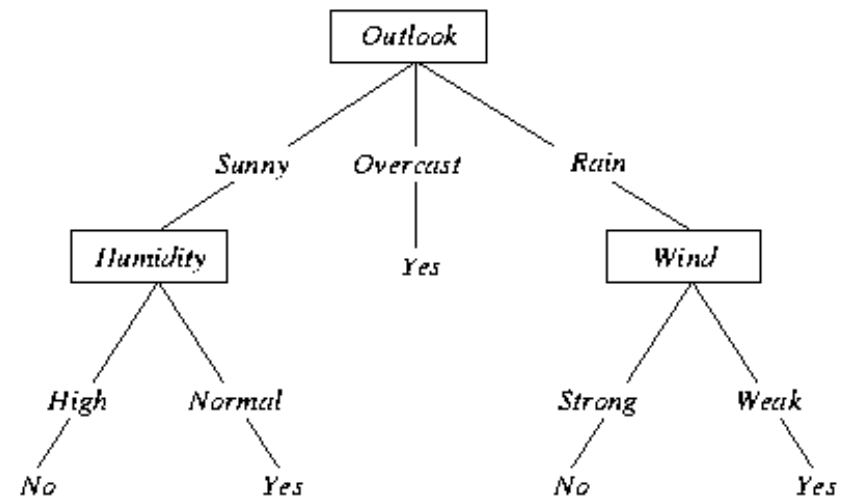 Outlook
Sunny Overcast Rain
Humidity Yes Wind
High Normal Strong Weak
No Yes No Yes